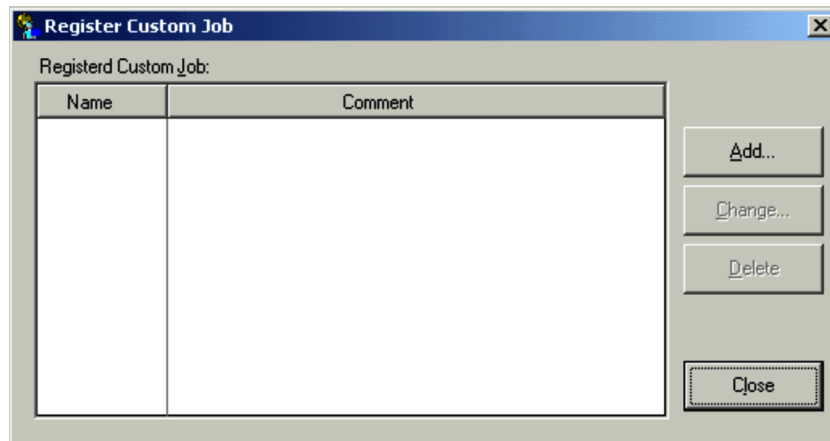 Register Custom Job
Registerd Custom Job:
Name Comment
Add...
Change...
Delete
Close